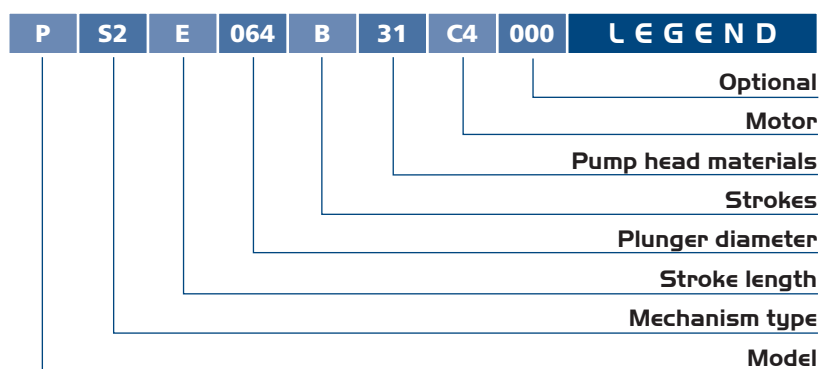 P S2 E 064 B 31 C4 000 LEGEND
Optional
Motor
Pump head materials
Strokes
Plunger diameter
Stroke length
Mechanism type
Model